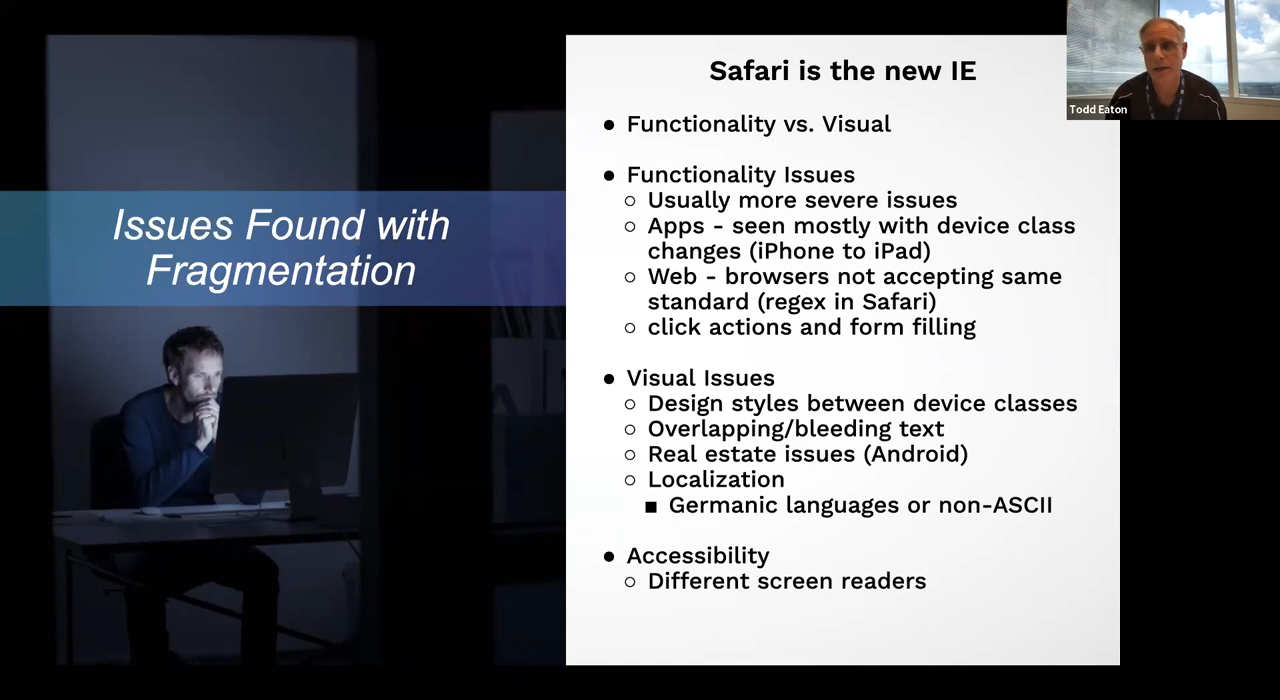 Issues Found with
Fragmentation
Safari is the new IE
● Functionality vs. Visual
● Functionality Issues
○ Usually more severe issues
○ Apps - seen mostly with device class
changes (iPhone to iPad)
○ Web - browsers not accepting same
standard (regex in Safari)
○ click actions and form filling
● Visual Issues
○ Design styles between device classes
○ Overlapping/bleeding text
○ Real estate issues (Android)
○ Localization
■ Germanic languages or non-ASCII
● Accessibility
○ Different screen readers
Todd Eaton